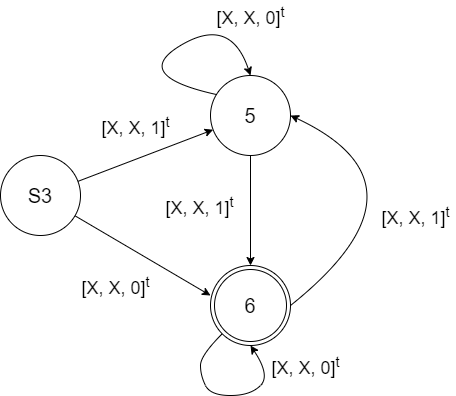 [X, X, 0]t
5
[X, X, 1]t
S3
[X, X, 1]t
[X, X, 1]t
[X, X, 0]t
6
[X, X, 0]t